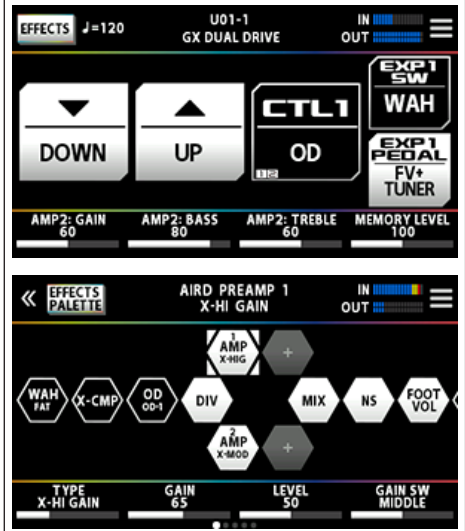 EFFECTS ♩=120 U01-1 IN
GX DUAL DRIVE OUT
DOWN
UP
CTL1
OD
1 2
EXP1
SW
WAH
EXP1
PEDAL
FV+
TUNER
AMP2: GAIN AMP2: BASS AMP2: TREBLE MEMORY LEVEL
60 80 60 100
« EFFECTS PALETTE AIRD PREAMP 1 IN
X-HI GAIN OUT
1
AMP
X-HIG
+
WAH
FAT
X-CMP
OD
OD-1
DIV
MIX
NS
FOOT
VOL
2
AMP
X-MOD
+
TYPE GAIN LEVEL GAIN SW
X-HI GAIN 65 50 MIDDLE